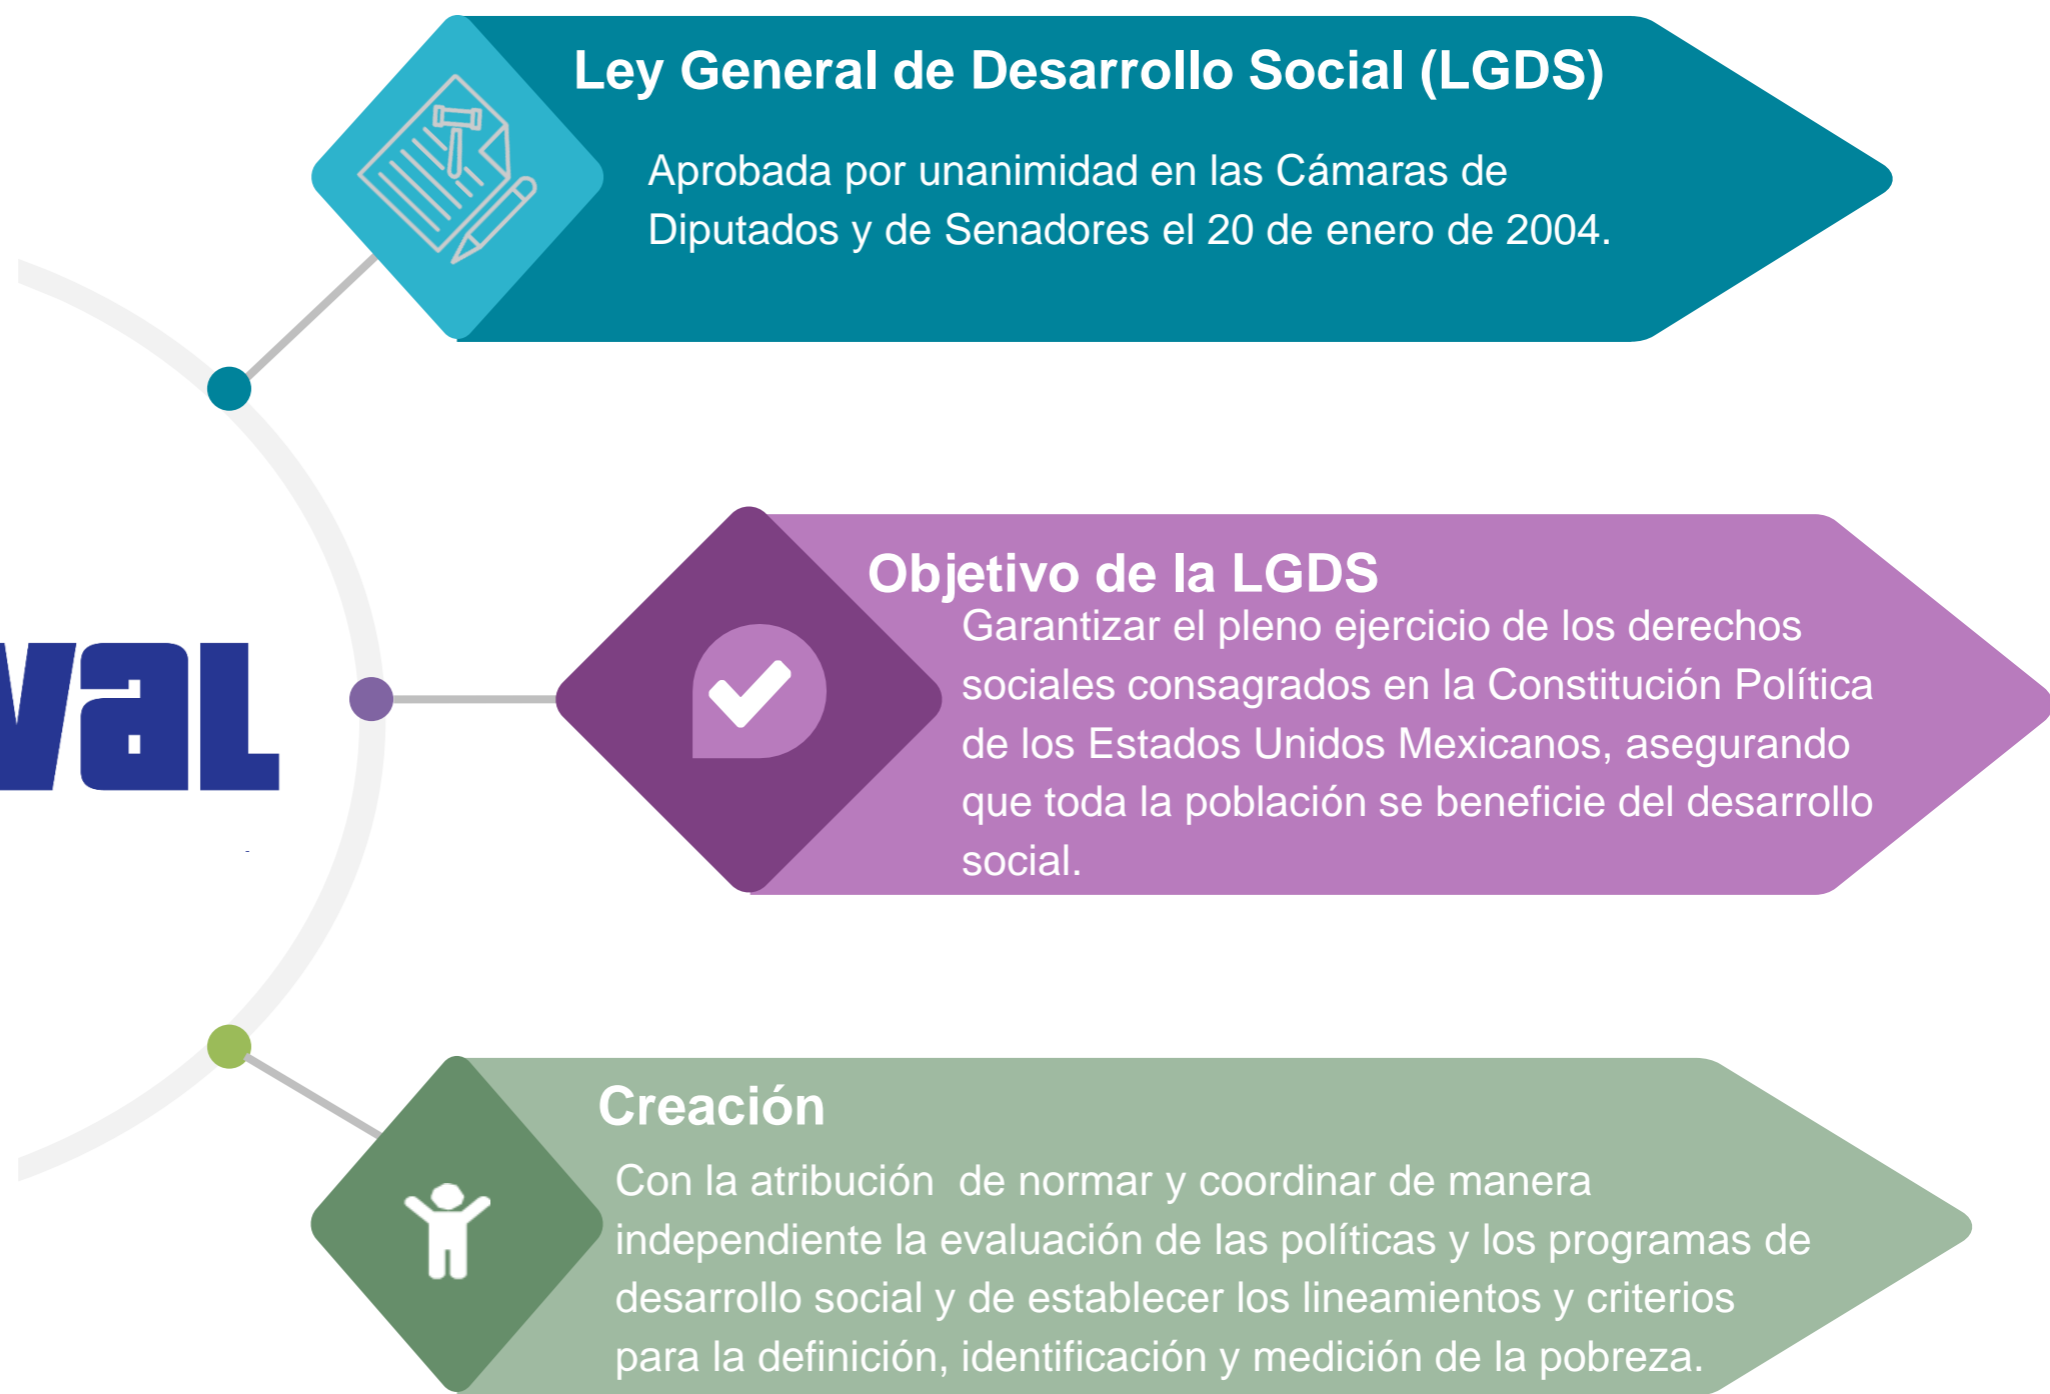 Ley General de Desarrollo Social (LGDS)
Aprobada por unanimidad en las Cámaras de
Diputados y de Senadores el 20 de enero de 2004.
Objetivo de la LGDS
Garantizar el pleno ejercicio de los derechos
sociales consagrados en la Constitución Política
de los Estados Unidos Mexicanos, asegurando
que toda la población se beneficie del desarrollo
social.
val
Creación
Con la atribución  de normar y coordinar de manera
independiente la evaluación de las políticas y los programas de
desarrollo social y de establecer los lineamientos y criterios
para la definición, identificación y medición de la pobreza.